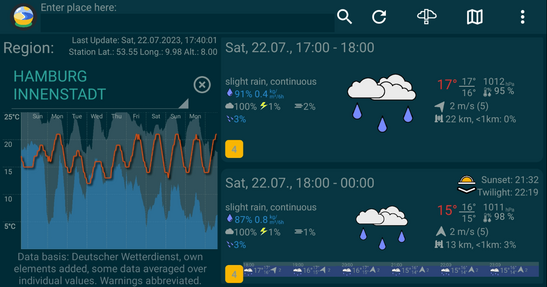 Enter place here:
Region:
Last Update: Sat, 22.07.2023, 17:40:01
Station Lat.: 53.55 Long.: 9.98 Alt.: 8.00
HAMBURG
INNENSTADT
25°C
Sun Mon Tue Wed Thu Fri Sat Sun Mon
20
15
10
5°C
Data basis: Deutscher Wetterdienst, own
elements added, some data averaged over
individual values. Warnings abbreviated.
Sat, 22.07., 17:00 - 18:00
slight rain, continuous
91% 0.4
100% 1% 2%
3%
17° 17° 1012 hPa
16° 95 %
2 m/s (5)
22 km, <1km: 0%
4
Sat, 22.07., 18:00 - 00:00
Sunset: 21:32
Twilight: 22:19
slight rain, continuous
87% 0.8
100% 1% 1%
3%
15° 16° 1011 hPa
15° 98 %
2 m/s (5)
13 km, <1km: 3%
4